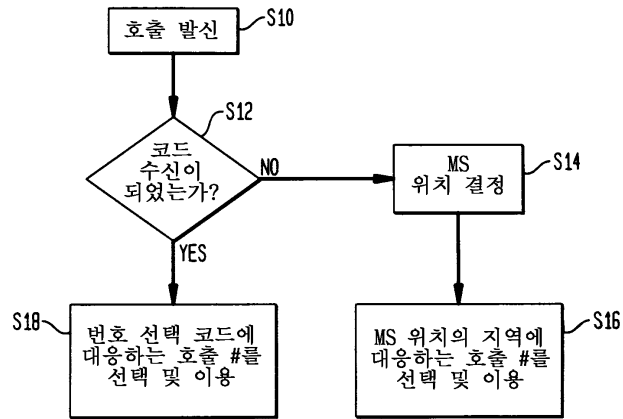 호출 발신
S10
S12
코드
수신이
되었는가?
NO
YES
MS
위치 결정
S14
S18
번호 선택 코드에
대응하는 호출 #를
선택 및 이용
MS 위치의 지역에
대응하는 호출 #를
선택 및 이용
S16